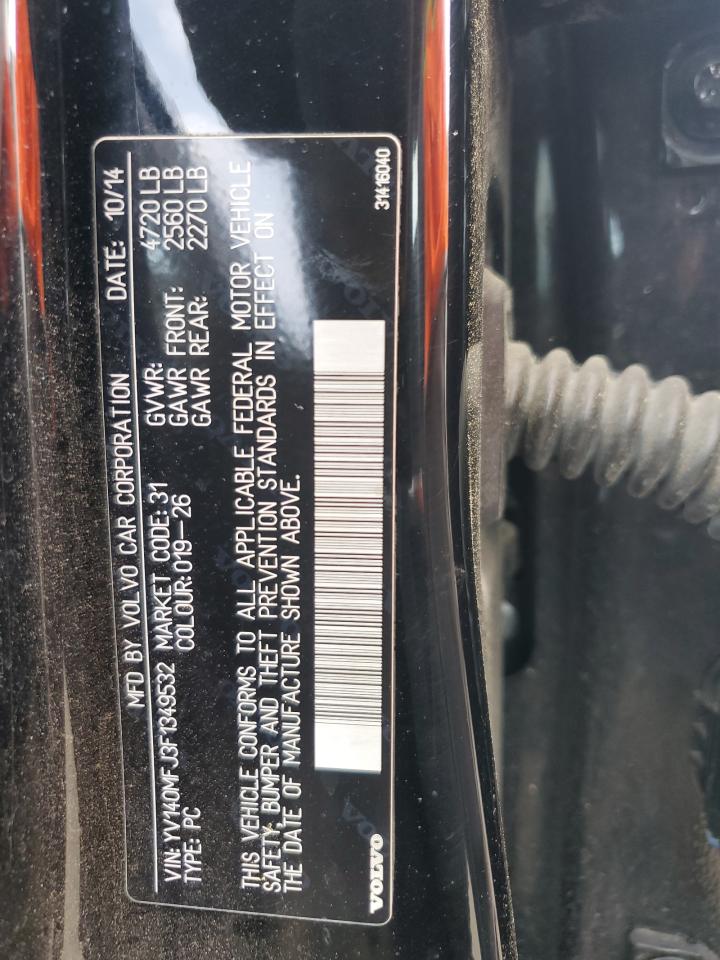 MFD BY VOLVO CAR CORPORATION DATE: 10/14
VIN: YV140MFJ3F1349532 MARKET CODE: 31 GVWR: 4720 LB
TYPE: PC COLOUR: 019-26 GAWR FRONT: 2560 LB
GAWR REAR: 2270 LB
THIS VEHICLE CONFORMS TO ALL APPLICABLE FEDERAL MOTOR VEHICLE
SAFETY, BUMPER AND THEFT PREVENTION STANDARDS IN EFFECT ON
THE DATE OF MANUFACTURE SHOWN ABOVE.
VOLVO 31416040